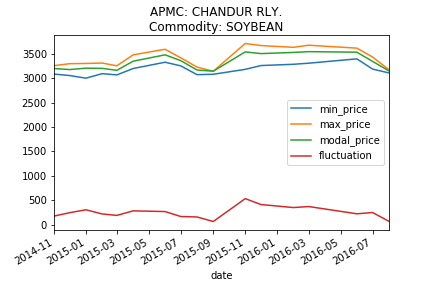 APMC: CHANDUR RLY.
Commodity: SOYBEAN
3500
3000
2500
2000
1500
1000
500
0
min_price
max_price
modal_price
fluctuation
2014-11
2015-01
2015-03
2015-05
2015-07
2015-09
2015-11
2016-01
2016-03
2016-05
2016-07
date